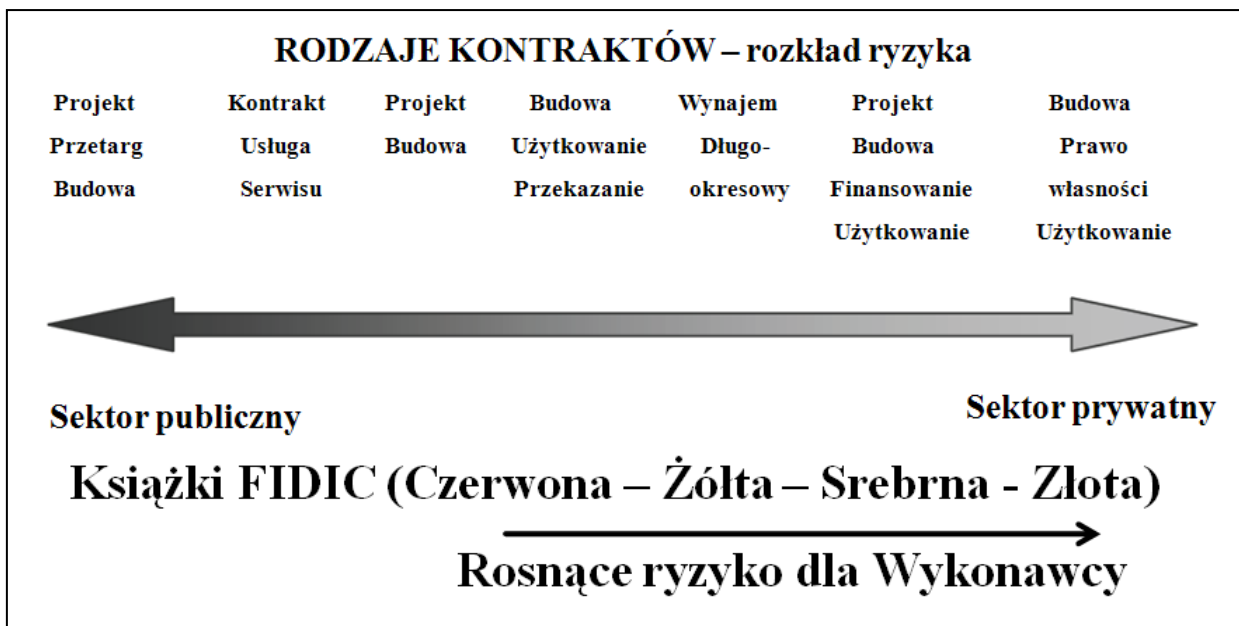 RODZAJE KONTRAKTÓW – rozkład ryzyka
Projekt
Przetarg
Budowa
Kontrakt
Usługa
Serwisu
Projekt
Budowa
Budowa
Użytkowanie
Przekazanie
Wynajem
Długo-
okresowy
Projekt
Budowa
Finansowanie
Użytkowanie
Budowa
Prawo
własności
Użytkowanie
Sektor publiczny
Sektor prywatny
Książki FIDIC (Czerwona – Żółta – Srebrna - Złota)
Rosnące ryzyko dla Wykonawcy